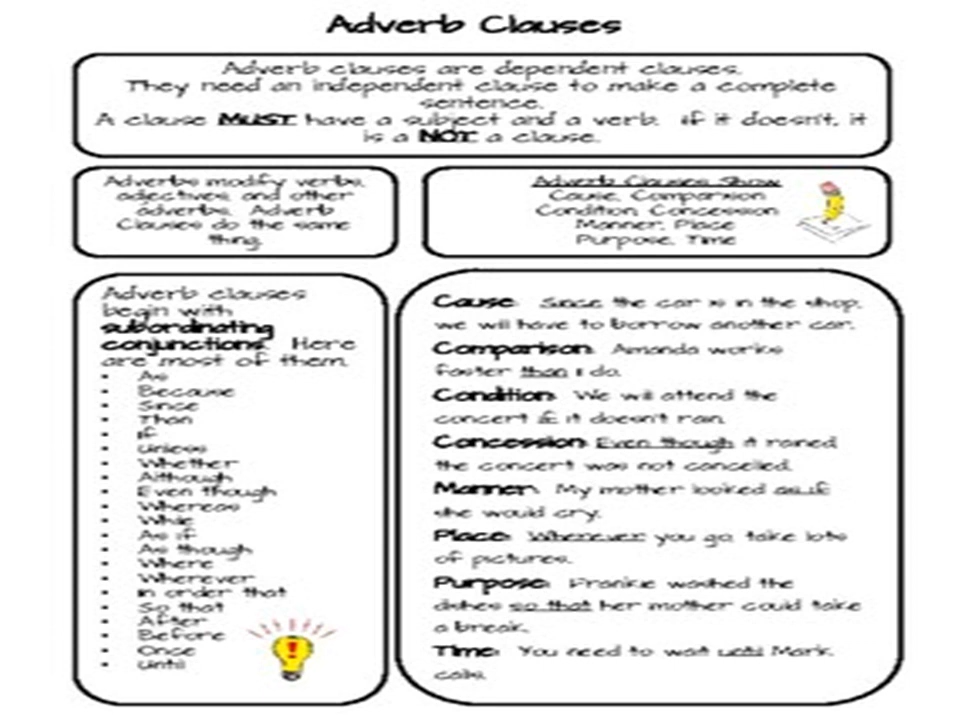 Adverb Clauses
Adverb clauses are dependent clauses.
They need an independent clause to make a complete
sentence.
A clause MUST have a subject and a verb. If it doesn't, it
is a NOT a clause.
Adverbs modify verbs,
adjectives, and other
adverbs. Adverb
Clauses do the same
thing.
Adverb Clauses Show
Cause, Comparison
Condition, Concession
Manner, Place
Purpose, Time
Adverb clauses
begin with
subordinating
conjunctions. Here
are most of them.
• As
• Because
• Since
• Than
• If
• Unless
• Whether
• Although
• Even though
• Whereas
• While
• As if
• As though
• Where
• Wherever
• In order that
• So that
• After
• Before
• Once
• Until
Cause: Since the car is in the shop,
we will have to borrow another car.
Comparison: Amanda works
faster than I do.
Condition: We will attend the
concert if it doesn't rain.
Concession: Even though it rained
the concert was not cancelled.
Manner: My mother looked as if
she would cry.
Place: Wherever you go, take lots
of pictures.
Purpose: Frankie washed the
dishes so that her mother could take
a break.
Time: You need to wait until Mark
calls.